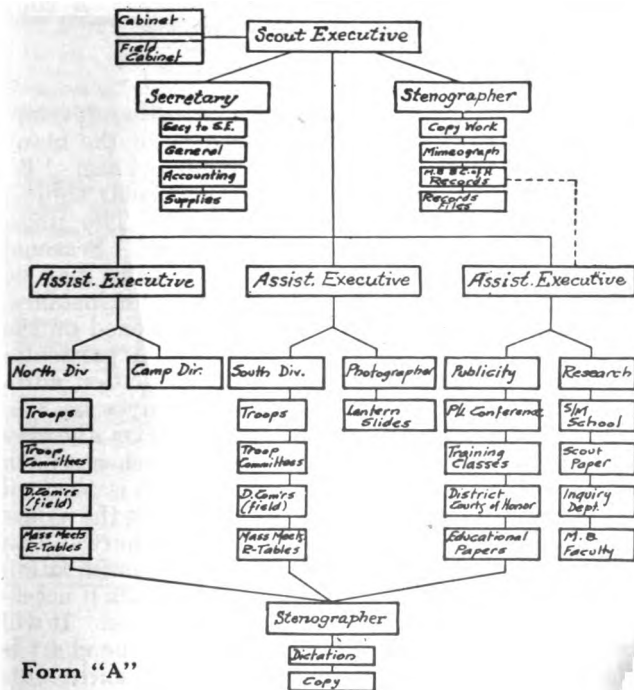 Cabinet
Field
Cabinet
Scout Executive
Secretary
Secy to S.E.
General
Accounting
Supplies
Stenographer
Copy Work
Mimeograph
M.B & C. of H
Records
Records
Files
Assist. Executive
Assist. Executive
Assist. Executive
North Div
Camp Dir.
South Div.
Photographer
Publicity
Research
Troops
Troops
Lantern
Slides
P/L Conference
S/M
School
Troop
Committees
Troop
Committees
Training
Classes
Scout
Paper
D.Com'rs
(field)
D.Com'rs
(field)
District
Courts of Honor
Inquiry
Dept.
Mass Meets
R-Tables
Mass Meets
R-Tables
Educational
Papers
M.B
Faculty
Stenographer
Dictation
Copy
Form "A"